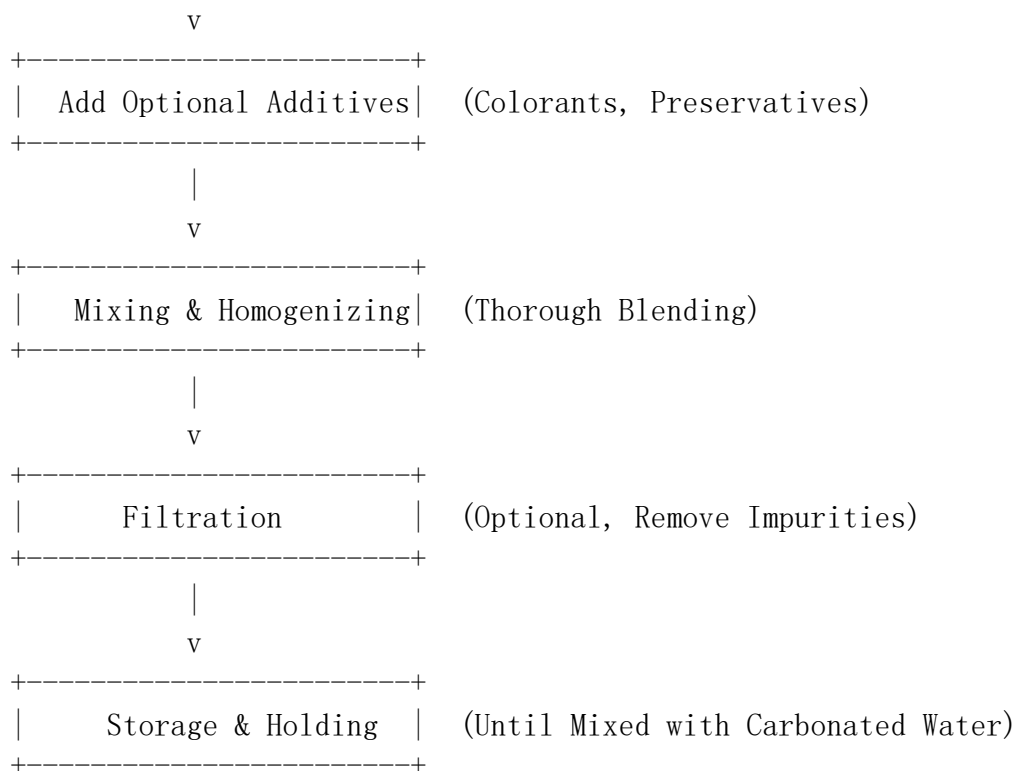 v
+-------------------------+
|  Add Optional Additives|  (Colorants, Preservatives)
+-------------------------+
|
v
+-------------------------+
|   Mixing & Homogenizing|  (Thorough Blending)
+-------------------------+
|
v
+-------------------------+
|      Filtration        |  (Optional, Remove Impurities)
+-------------------------+
|
v
+-------------------------+
|     Storage & Holding  |  (Until Mixed with Carbonated Water)
+-------------------------+